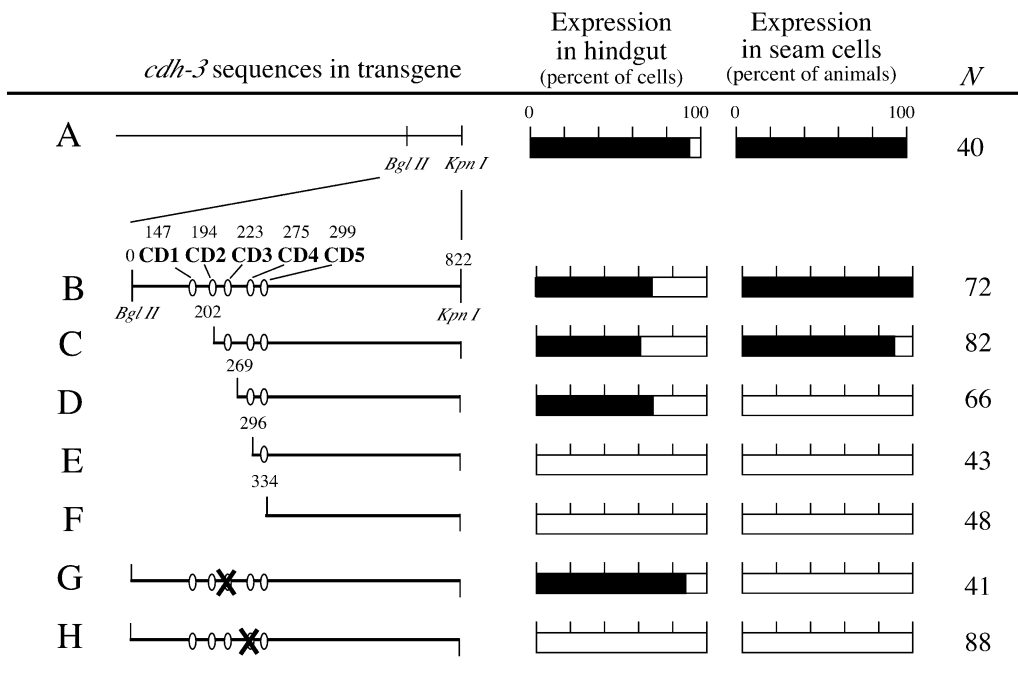 Expression in hindgut (percent of cells)
Expression in seam cells (percent of animals)
cdh-3 sequences in transgene
N
0 100 0 100
A 40
Bgl II Kpn I
147 194 223 275 299
0 CD1 CD2 CD3 CD4 CD5 822
B 72
Bgl II 202 Kpn I
C 82
269
D 66
296
E 43
334
F 48
G 41
H 88